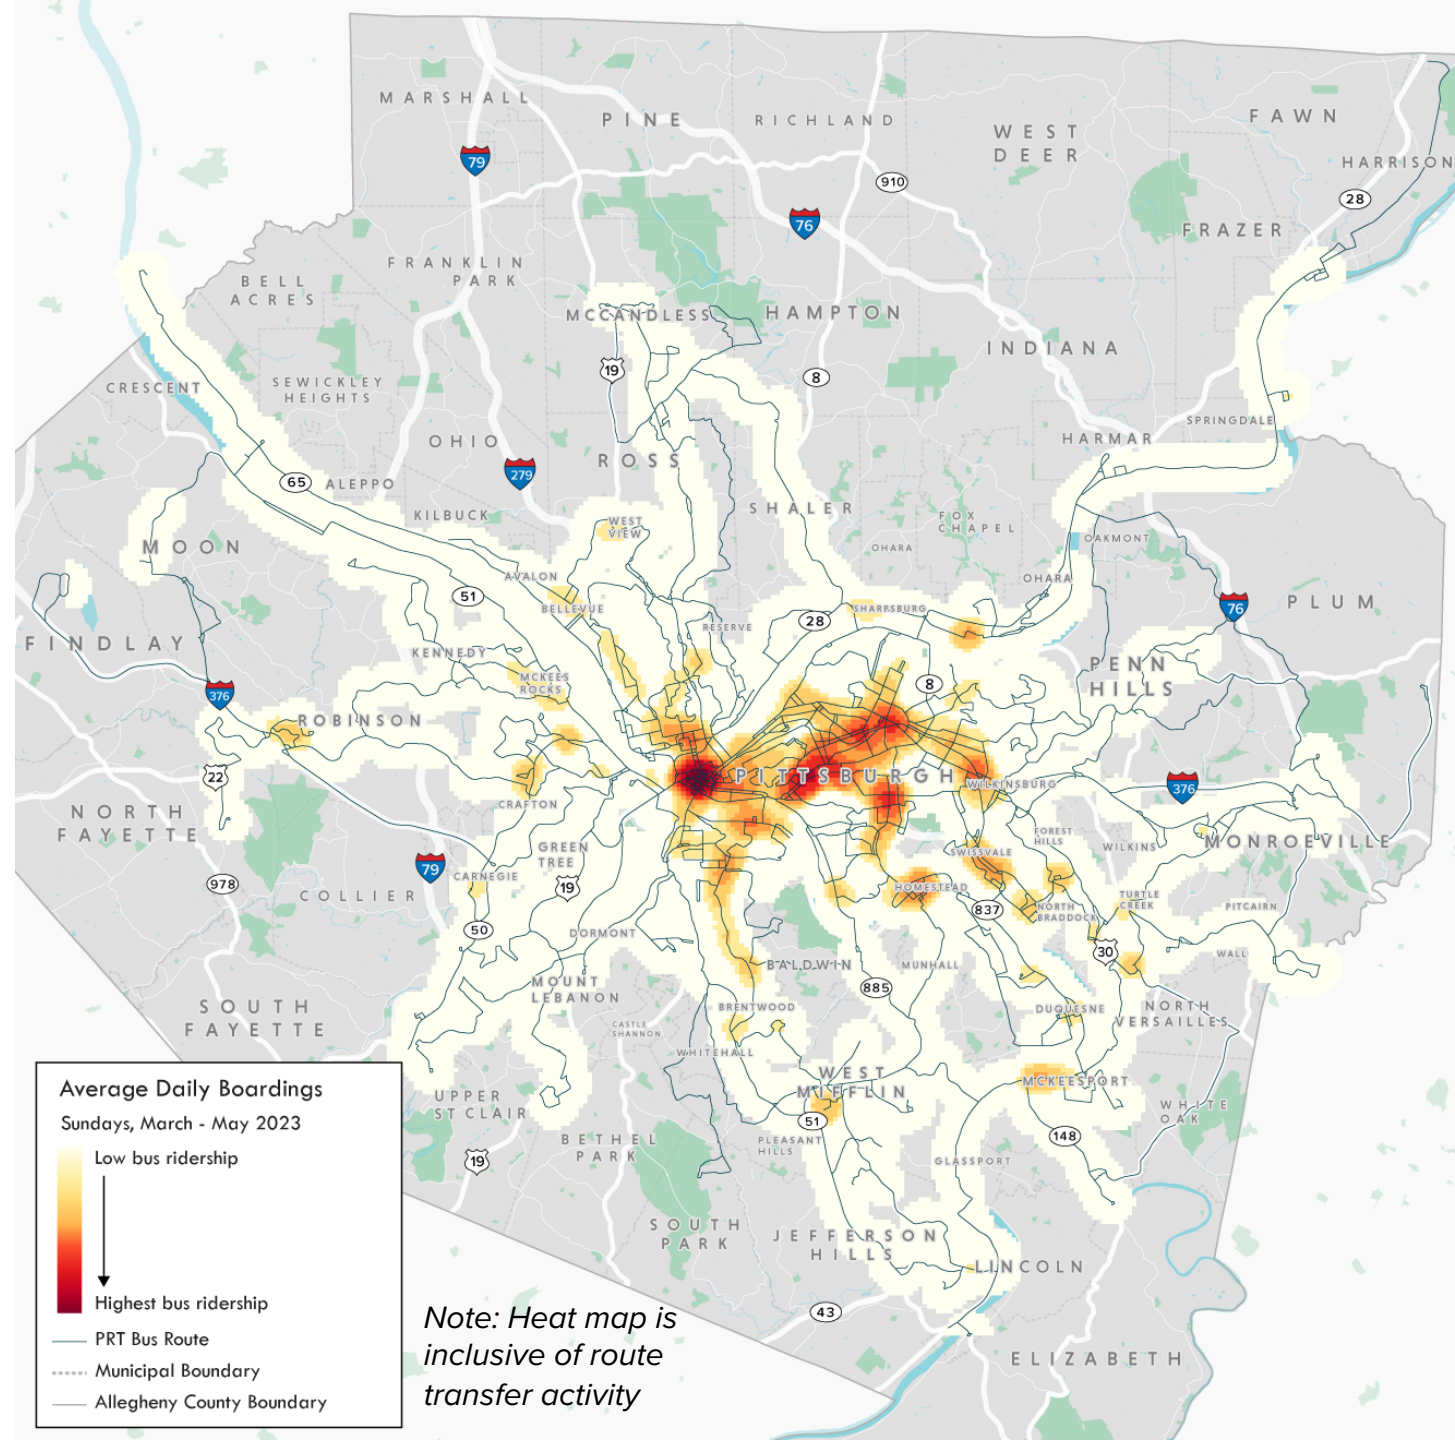 MARSHALL
PINE
RICHLAND
WEST
DEER
FAWN
HARRISON
79
910
28
76
FRAZER
FRANKLIN
PARK
BELL
ACRES
MCCANDLESS
HAMPTON
INDIANA
19
8
CRESCENT
SEWICKLEY
HEIGHTS
SPRINGDALE
OHIO
HARMAR
ROSS
279
65
ALEPPO
KILBUCK
WEST
VIEW
SHALER
FOX
CHAPEL
OAKMONT
MOON
OHARA
AVALON
OHARA
51
BELLEVUE
SHARPSBURG
76
PLUM
28
RESERVE
FINDLAY
KENNEDY
PENN
HILLS
MCKEES
ROCKS
8
376
ROBINSON
22
PITTSBURGH
WILKINSBURG
376
CRAFTON
NORTH
FAYETTE
GREEN
TREE
FOREST
HILLS
WILKINS
MONROEVILLE
SWISSVALE
79
CARNEGIE
19
HOMESTEAD
978
COLLIER
837
NORTH
BRADDOCK
TURTLE
CREEK
PITCAIRN
50
DORMONT
30
WALL
BALDWIN
MUNHALL
MOUNT
LEBANON
885
SOUTH
FAYETTE
BRENTWOOD
DUQUESNE
NORTH
VERSAILLES
CASTLE
SHANNON
WHITEHALL
WEST
MIFFLIN
MCKEESPORT
UPPER
ST CLAIR
51
WHITE
OAK
BETHEL
PARK
PLEASANT
HILLS
148
19
GLASSPORT
SOUTH
PARK
JEFFERSON
HILLS
LINCOLN
43
ELIZABETH
Average Daily Boardings
Sundays, March - May 2023
Low bus ridership
Highest bus ridership
PRT Bus Route
Municipal Boundary
Allegheny County Boundary
Note: Heat map is
inclusive of route
transfer activity